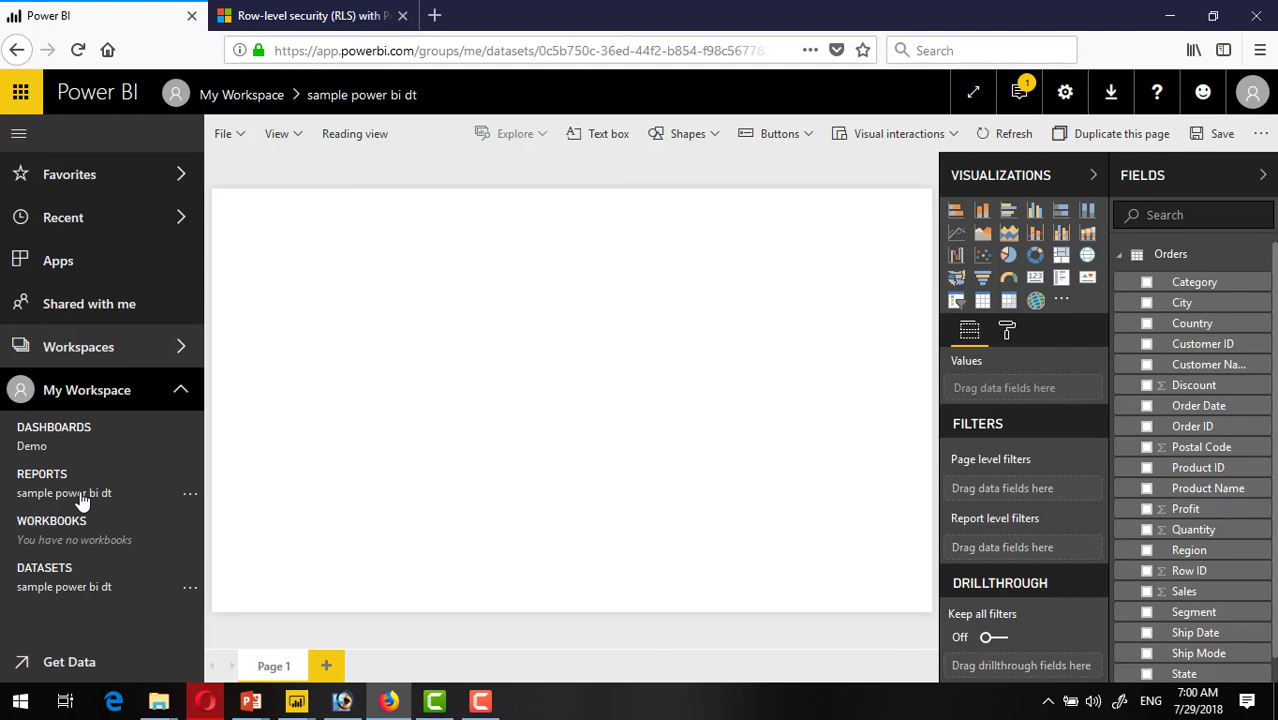 Power BI
Row-level security (RLS) with P
https://app.powerbi.com/groups/me/datasets/0c5b750c-36ed-44f2-b854-f98c56778
Search
Power BI
My Workspace > sample power bi dt
1
File
View
Reading view
Explore
Text box
Shapes
Buttons
Visual interactions
Refresh
Duplicate this page
Save
Favorites
Recent
Apps
Shared with me
Workspaces
My Workspace
DASHBOARDS
Demo
REPORTS
sample power bi dt
WORKBOOKS
You have no workbooks
DATASETS
sample power bi dt
Get Data
Page 1
VISUALIZATIONS
123
Values
Drag data fields here
FILTERS
Page level filters
Drag data fields here
Report level filters
Drag data fields here
DRILLTHROUGH
Keep all filters
Off
Drag drillthrough fields here
FIELDS
Search
Orders
Category
City
Country
Customer ID
Customer Na...
Σ Discount
Order Date
Order ID
Σ Postal Code
Product ID
Product Name
Σ Profit
Σ Quantity
Region
Σ Row ID
Σ Sales
Segment
Ship Date
Ship Mode
State
ENG
7:00 AM
7/29/2018